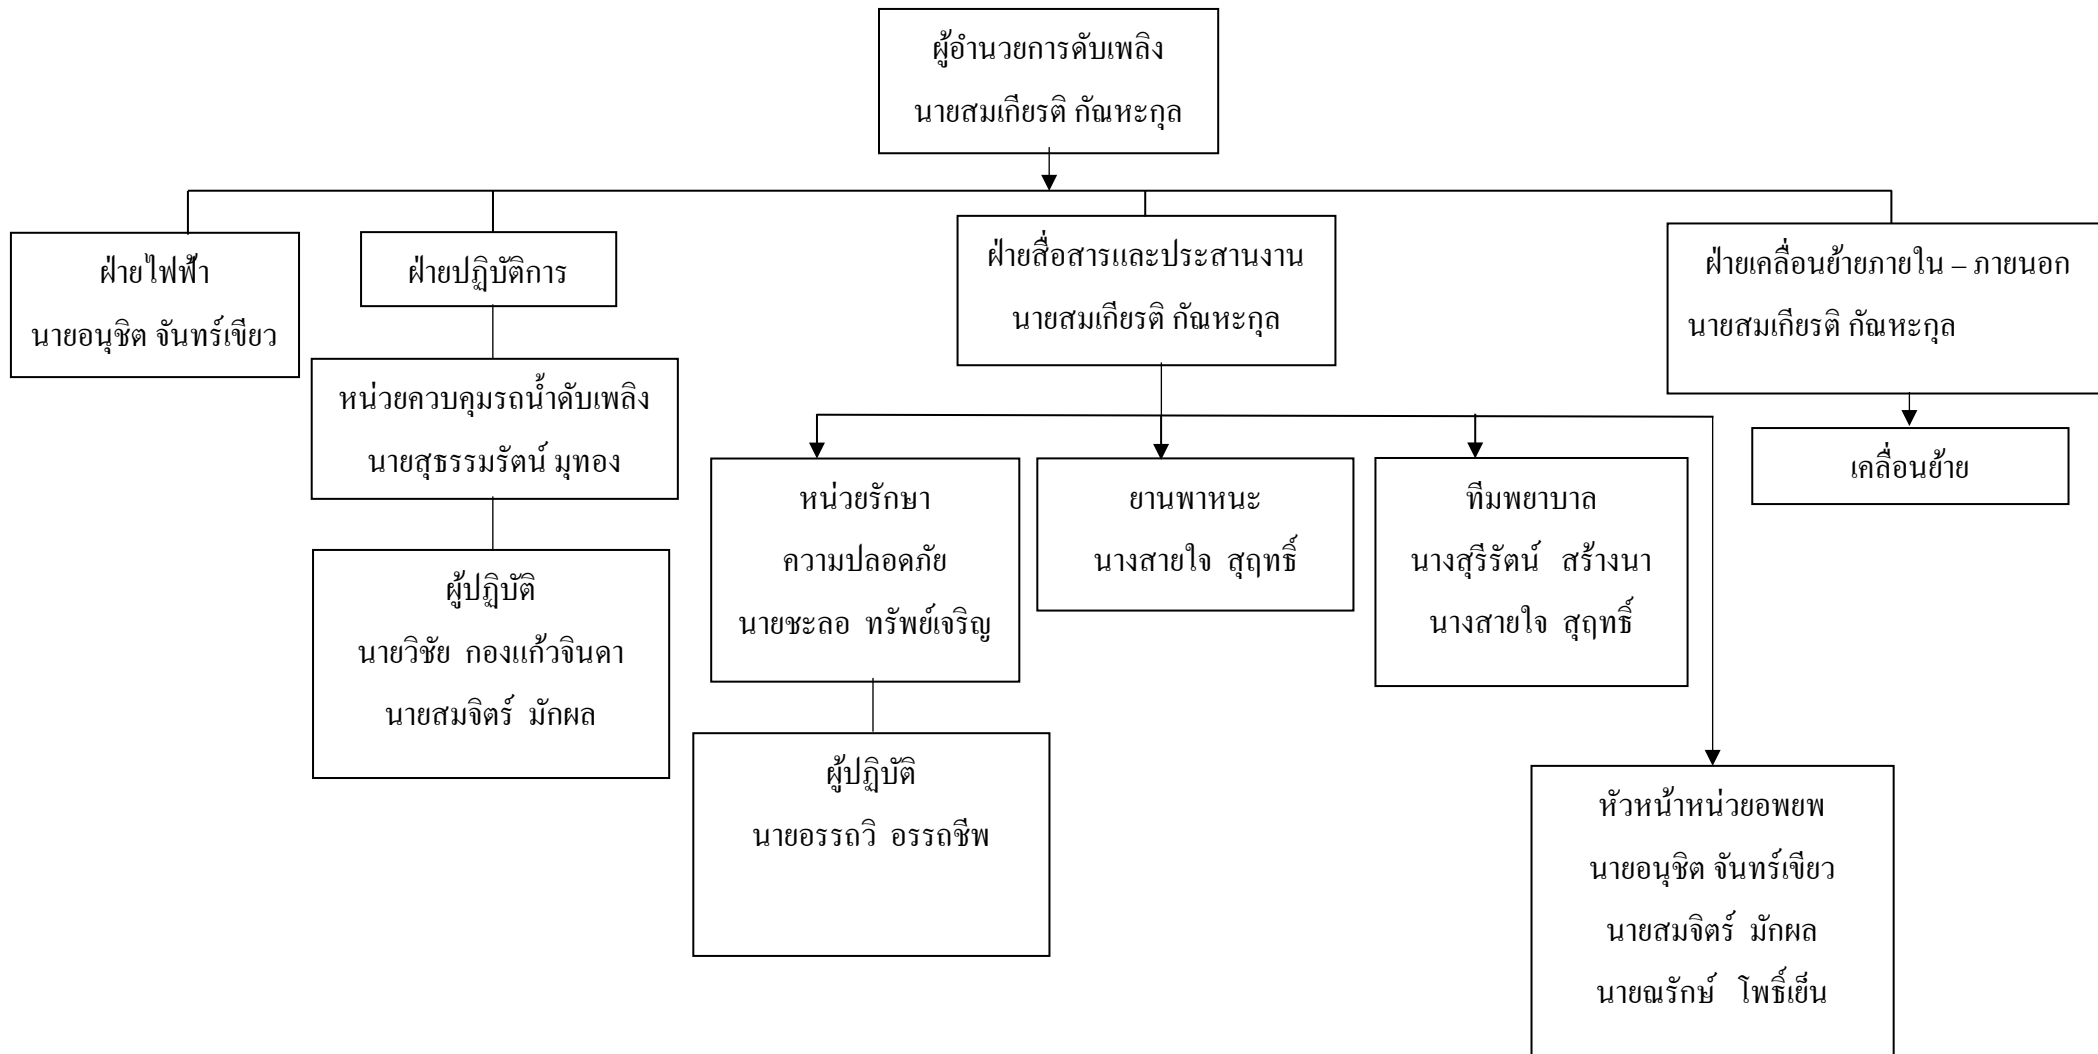 ผู้อำนวยการดับเพลิง
นายสมเกียรติ กัณหะกุล
ฝ่ายไฟฟ้า
นายอนุชิต จันทร์เขียว
ฝ่ายปฏิบัติการ
หน่วยควบคุมรถน้ำดับเพลิง
นายสุธรรมรัตน์ มุทอง
ผู้ปฏิบัติ
นายวิชัย กองแก้วจินดา
นายสมจิตร์ มักผล
ฝ่ายสื่อสารและประสานงาน
นายสมเกียรติ กัณหะกุล
หน่วยรักษา
ความปลอดภัย
นายชะลอ ทรัพย์เจริญ
ผู้ปฏิบัติ
นายอรรถวิ อรรถชีพ
ยานพาหนะ
นางสายใจ สุฤทธิ์
ทีมพยาบาล
นางสุรีรัตน์ สร้างนา
นางสายใจ สุฤทธิ์
หัวหน้าหน่วยอพยพ
นายอนุชิต จันทร์เขียว
นายสมจิตร์ มักผล
นายณรักษ์ โพธิ์เย็น
ฝ่ายเคลื่อนย้ายภายใน – ภายนอก
นายสมเกียรติ กัณหะกุล
เคลื่อนย้าย